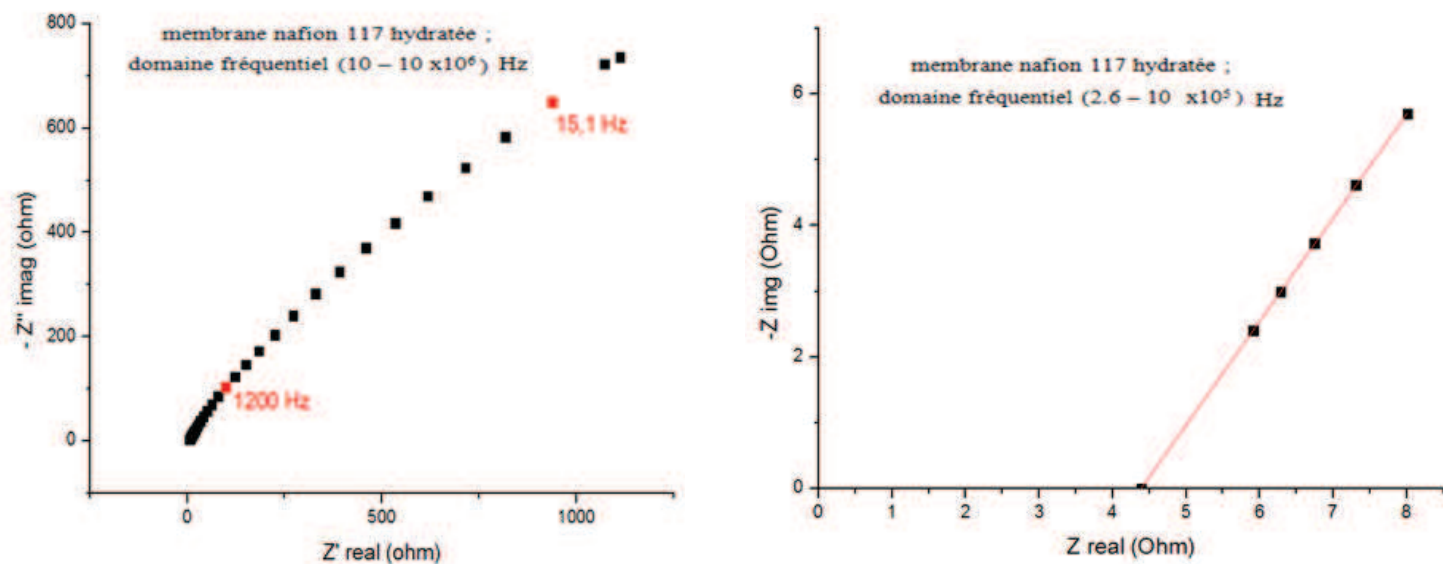 membrane nafion 117 hydratée ;
domaine fréquentiel (10 – 10 x10⁶) Hz
800
600
400
200
0
- Z'' imag (ohm)
15,1 Hz
1200 Hz
0
500
1000
Z' real (ohm)
membrane nafion 117 hydratée ;
domaine fréquentiel (2.6 – 10 x10⁵) Hz
6
4
2
0
-Z img (Ohm)
0
1
2
3
4
5
6
7
8
Z real (Ohm)